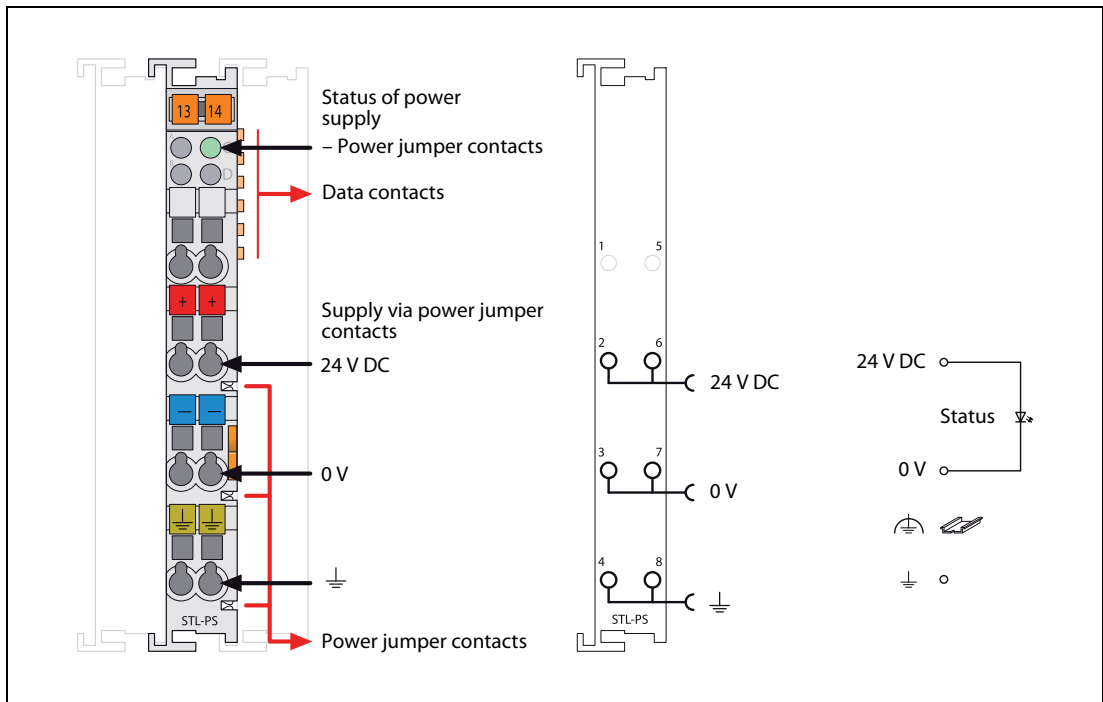 13 14
Status of power
supply
– Power jumper contacts
A C
B D
Data contacts
+ +
Supply via power jumper
contacts
24 V DC
– –
0 V
STL-PS
Power jumper contacts
1 5
2 6
24 V DC
3 7
0 V
4 8
STL-PS
24 V DC
Status
0 V